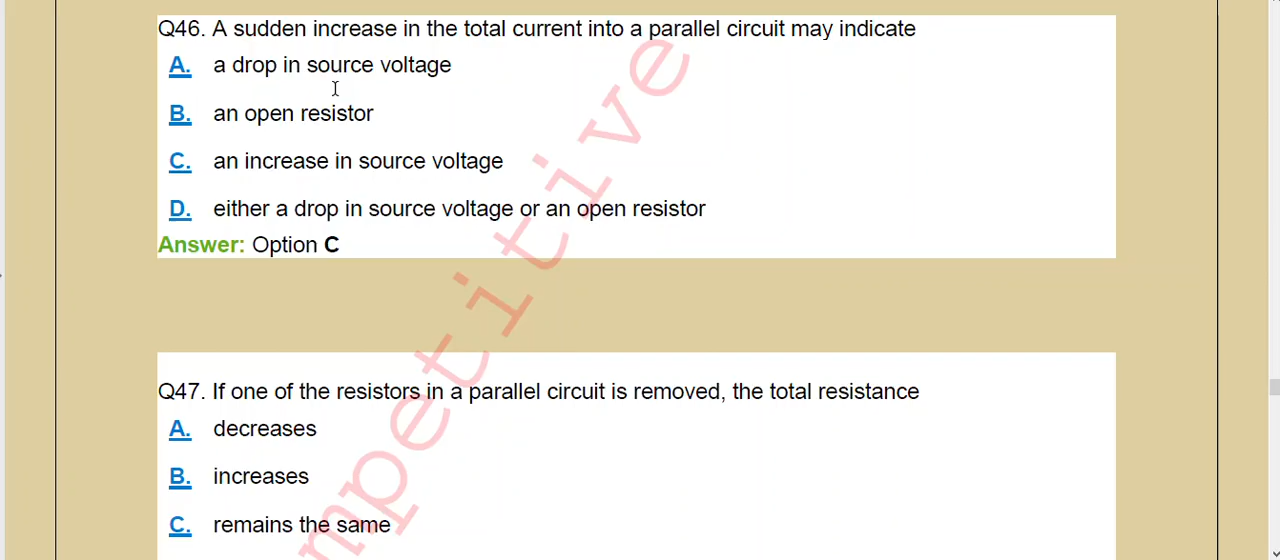 Q46. A sudden increase in the total current into a parallel circuit may indicate
A. a drop in source voltage
B. an open resistor
C. an increase in source voltage
D. either a drop in source voltage or an open resistor
Answer: Option C
Q47. If one of the resistors in a parallel circuit is removed, the total resistance
A. decreases
B. increases
C. remains the same
mpetitive